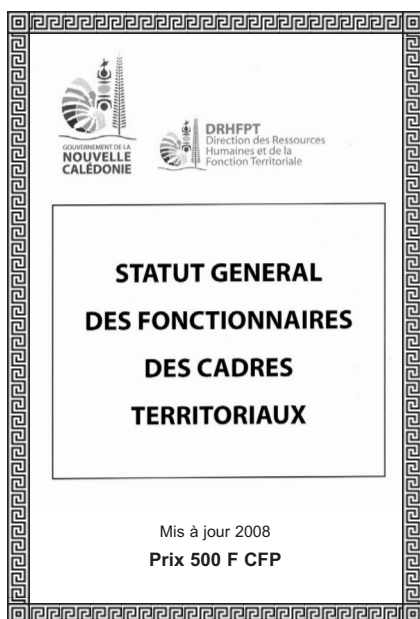 GOUVERNEMENT DE LA
NOUVELLE
CALÉDONIE
DRHFPT
Direction des Ressources
Humaines et de la
Fonction Territoriale
STATUT GENERAL
DES FONCTIONNAIRES
DES CADRES
TERRITORIAUX
Mis à jour 2008
Prix 500 F CFP